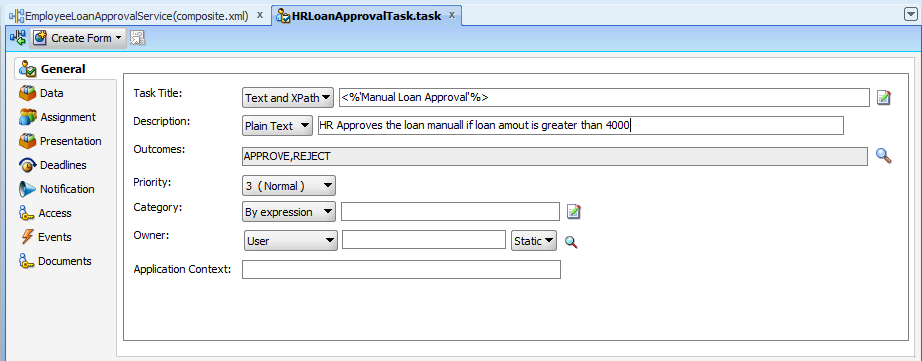 EmployeeLoanApprovalService(composite.xml) x HRLoanApprovalTask.task x
Create Form
General
Data
Assignment
Presentation
Deadlines
Notification
Access
Events
Documents
Task Title: Text and XPath <%'Manual Loan Approval'%>
Description: Plain Text HR Approves the loan manuall if loan amout is greater than 4000
Outcomes: APPROVE,REJECT
Priority: 3 (Normal)
Category: By expression
Owner: User Static
Application Context: